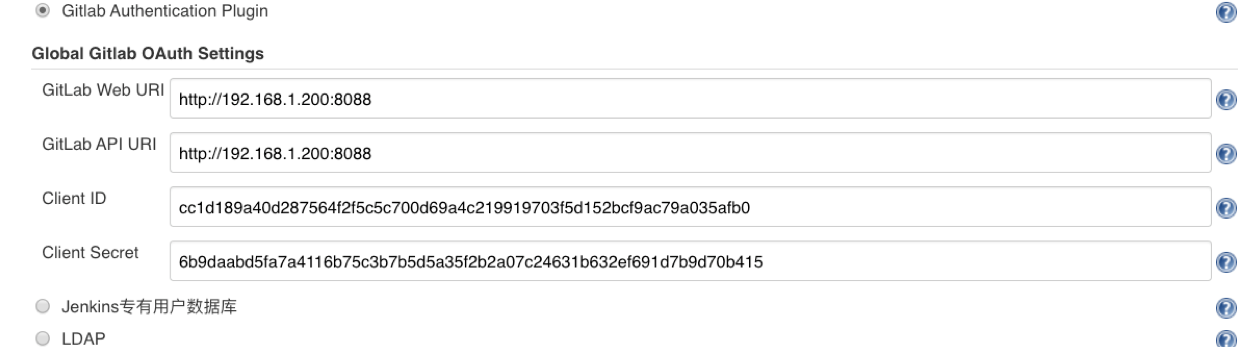 Gitlab Authentication Plugin
Global Gitlab OAuth Settings
GitLab Web URI
http://192.168.1.200:8088
GitLab API URI
http://192.168.1.200:8088
Client ID
cc1d189a40d287564f2f5c5c700d69a4c219919703f5d152bcf9ac79a035afb0
Client Secret
6b9daabd5fa7a4116b75c3b7b5d5a35f2b2a07c24631b632ef691d7b9d70b415
Jenkins专有用户数据库
LDAP